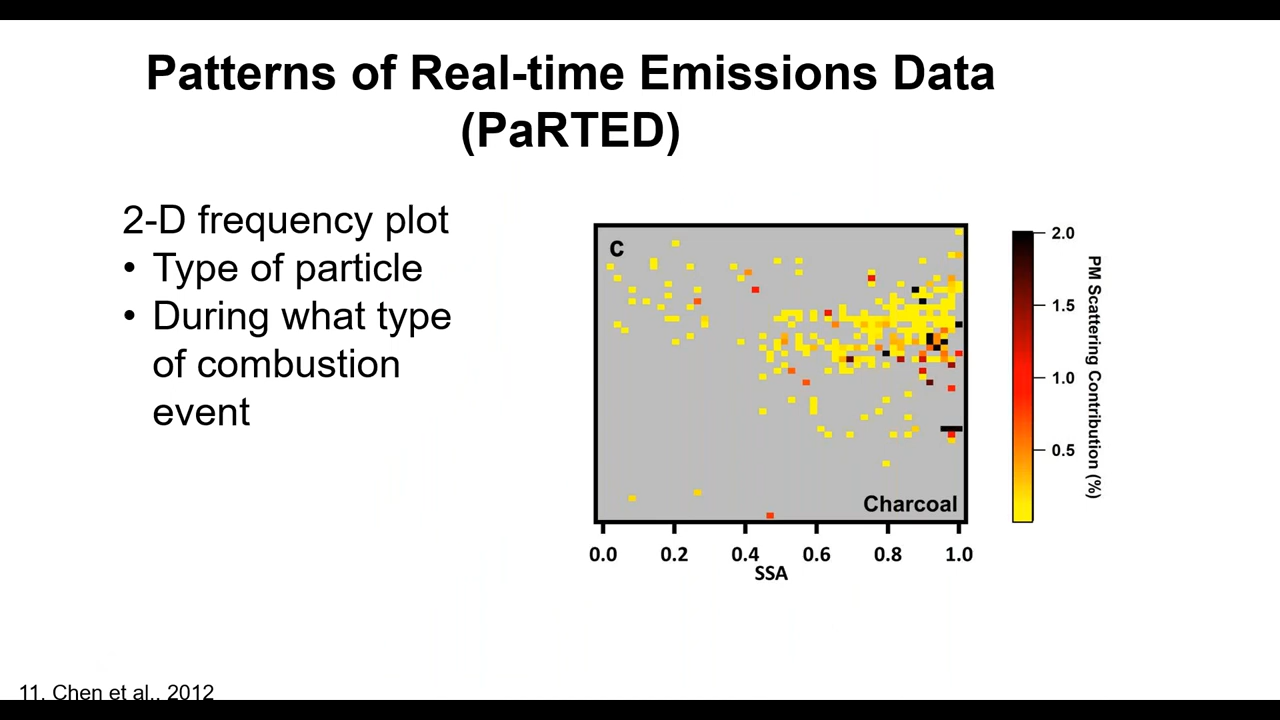 Patterns of Real-time Emissions Data
(PaRTED)
2-D frequency plot
• Type of particle
• During what type
of combustion
event
c
Charcoal
0.0 0.2 0.4 0.6 0.8 1.0
SSA
2.0
1.5
1.0
0.5
PM Scattering Contribution (%)
11. Chen et al., 2012